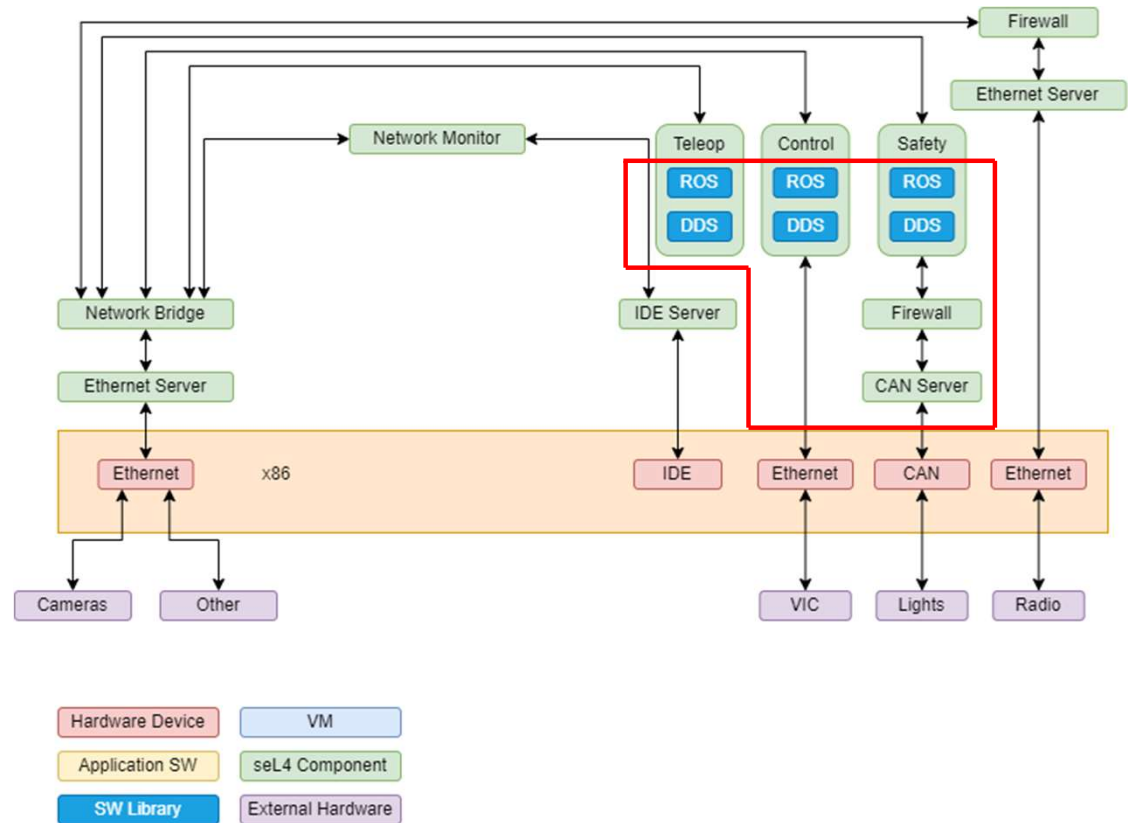 Firewall
Ethernet Server
Network Monitor
Teleop
Control
Safety
ROS
ROS
ROS
DDS
DDS
DDS
Network Bridge
IDE Server
Firewall
Ethernet Server
CAN Server
Ethernet
x86
IDE
Ethernet
CAN
Ethernet
Cameras
Other
VIC
Lights
Radio
Hardware Device
VM
Application SW
seL4 Component
SW Library
External Hardware